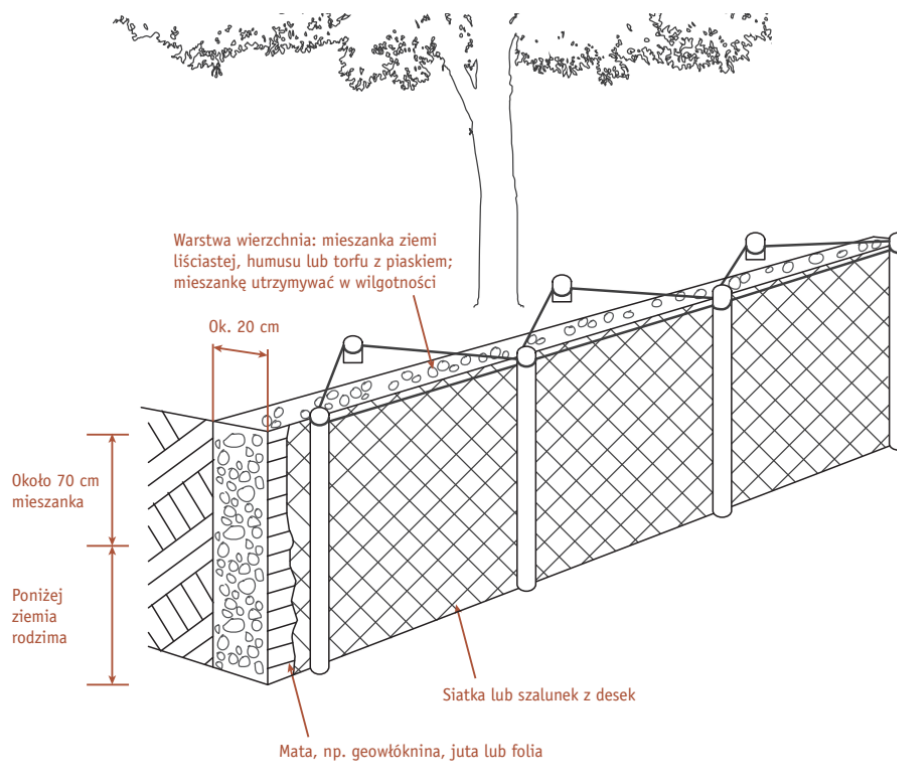 Warstwa wierzchnia: mieszanka ziemi
liściastej, humusu lub torfu z piaskiem;
mieszankę utrzymywać w wilgotności
Ok. 20 cm
Około 70 cm
mieszanka
Poniżej
ziemia
rodzima
Siatka lub szalunek z desek
Mata, np. geowłóknina, juta lub folia